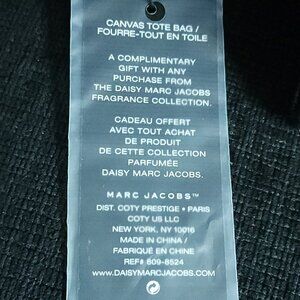 CANVAS TOTE BAG /
FOURRE-TOUT EN TOILE
A COMPLIMENTARY
GIFT WITH ANY
PURCHASE FROM
THE DAISY MARC JACOBS
FRAGRANCE COLLECTION.
CADEAU OFFERT
AVEC TOUT ACHAT
DE PRODUIT
DE CETTE COLLECTION
PARFUMÉE
DAISY MARC JACOBS.
MARC JACOBS™
DIST. COTY PRESTIGE • PARIS
COTY US LLC
NEW YORK, NY 10016
MADE IN CHINA /
FABRIQUÉ EN CHINE
REF# 809-8524
WWW.DAISYMARCJACOBS.COM